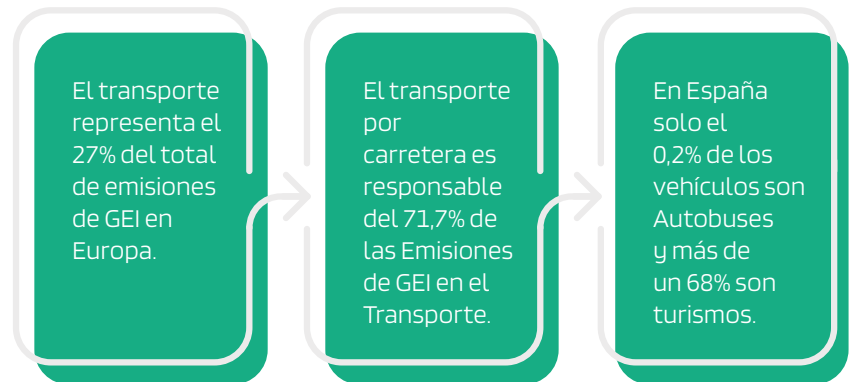 El transporte
representa el
27% del total
de emisiones
de GEI en
Europa.
El transporte
por
carretera es
responsable
del 71,7% de
las Emisiones
de GEI en el
Transporte.
En España
solo el
0,2% de los
vehículos son
Autobuses
y más de
un 68% son
turismos.